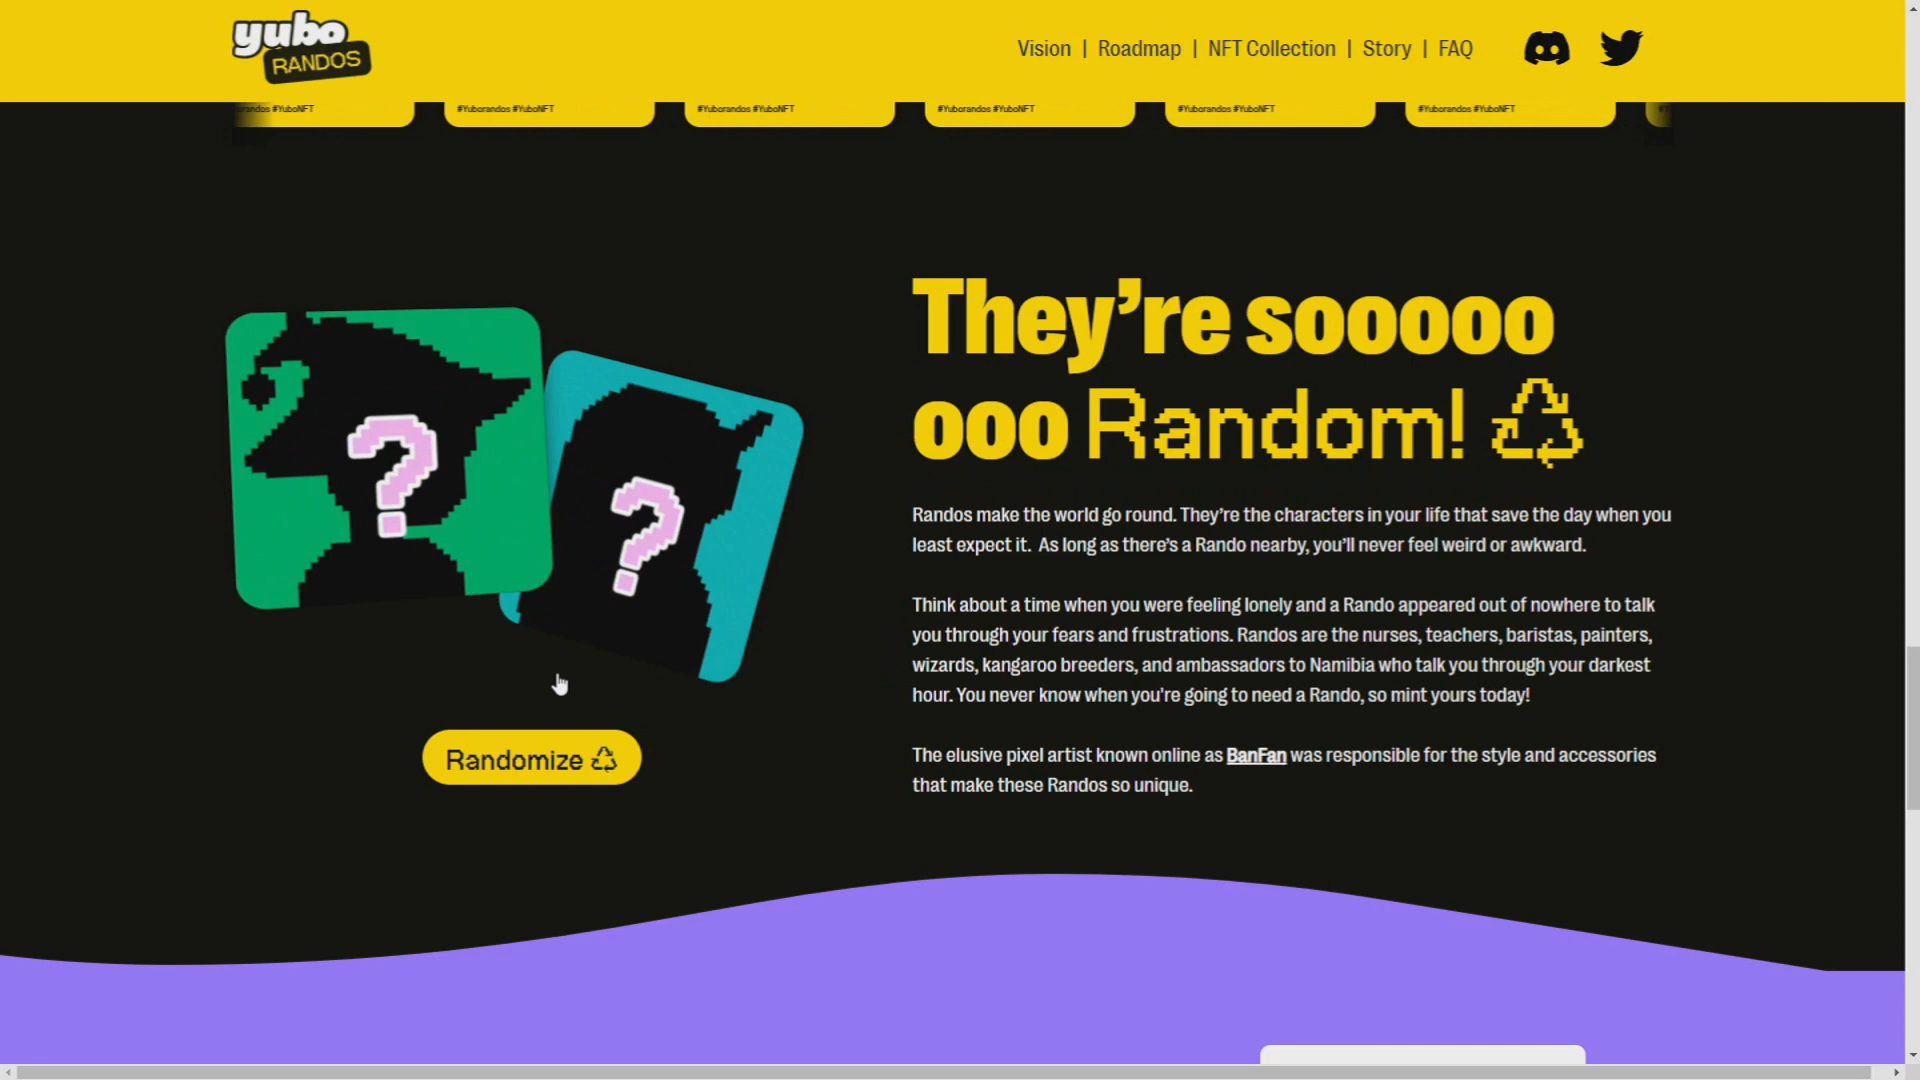 yubo
RANDOS
Vision | Roadmap | NFT Collection | Story | FAQ
#YuboNFT
#Yuborandos #YuboNFT
#Yuborandos #YuboNFT
#Yuborandos #YuboNFT
#Yuborandos #YuboNFT
#Yuborandos #YuboNFT
They’re sooooo
ooo Random!
Randos make the world go round. They’re the characters in your life that save the day when you
least expect it. As long as there’s a Rando nearby, you’ll never feel weird or awkward.
Think about a time when you were feeling lonely and a Rando appeared out of nowhere to talk
you through your fears and frustrations. Randos are the nurses, teachers, baristas, painters,
wizards, kangaroo breeders, and ambassadors to Namibia who talk you through your darkest
hour. You never know when you’re going to need a Rando, so mint yours today!
The elusive pixel artist known online as BanFan was responsible for the style and accessories
that make these Randos so unique.
?
?
Randomize